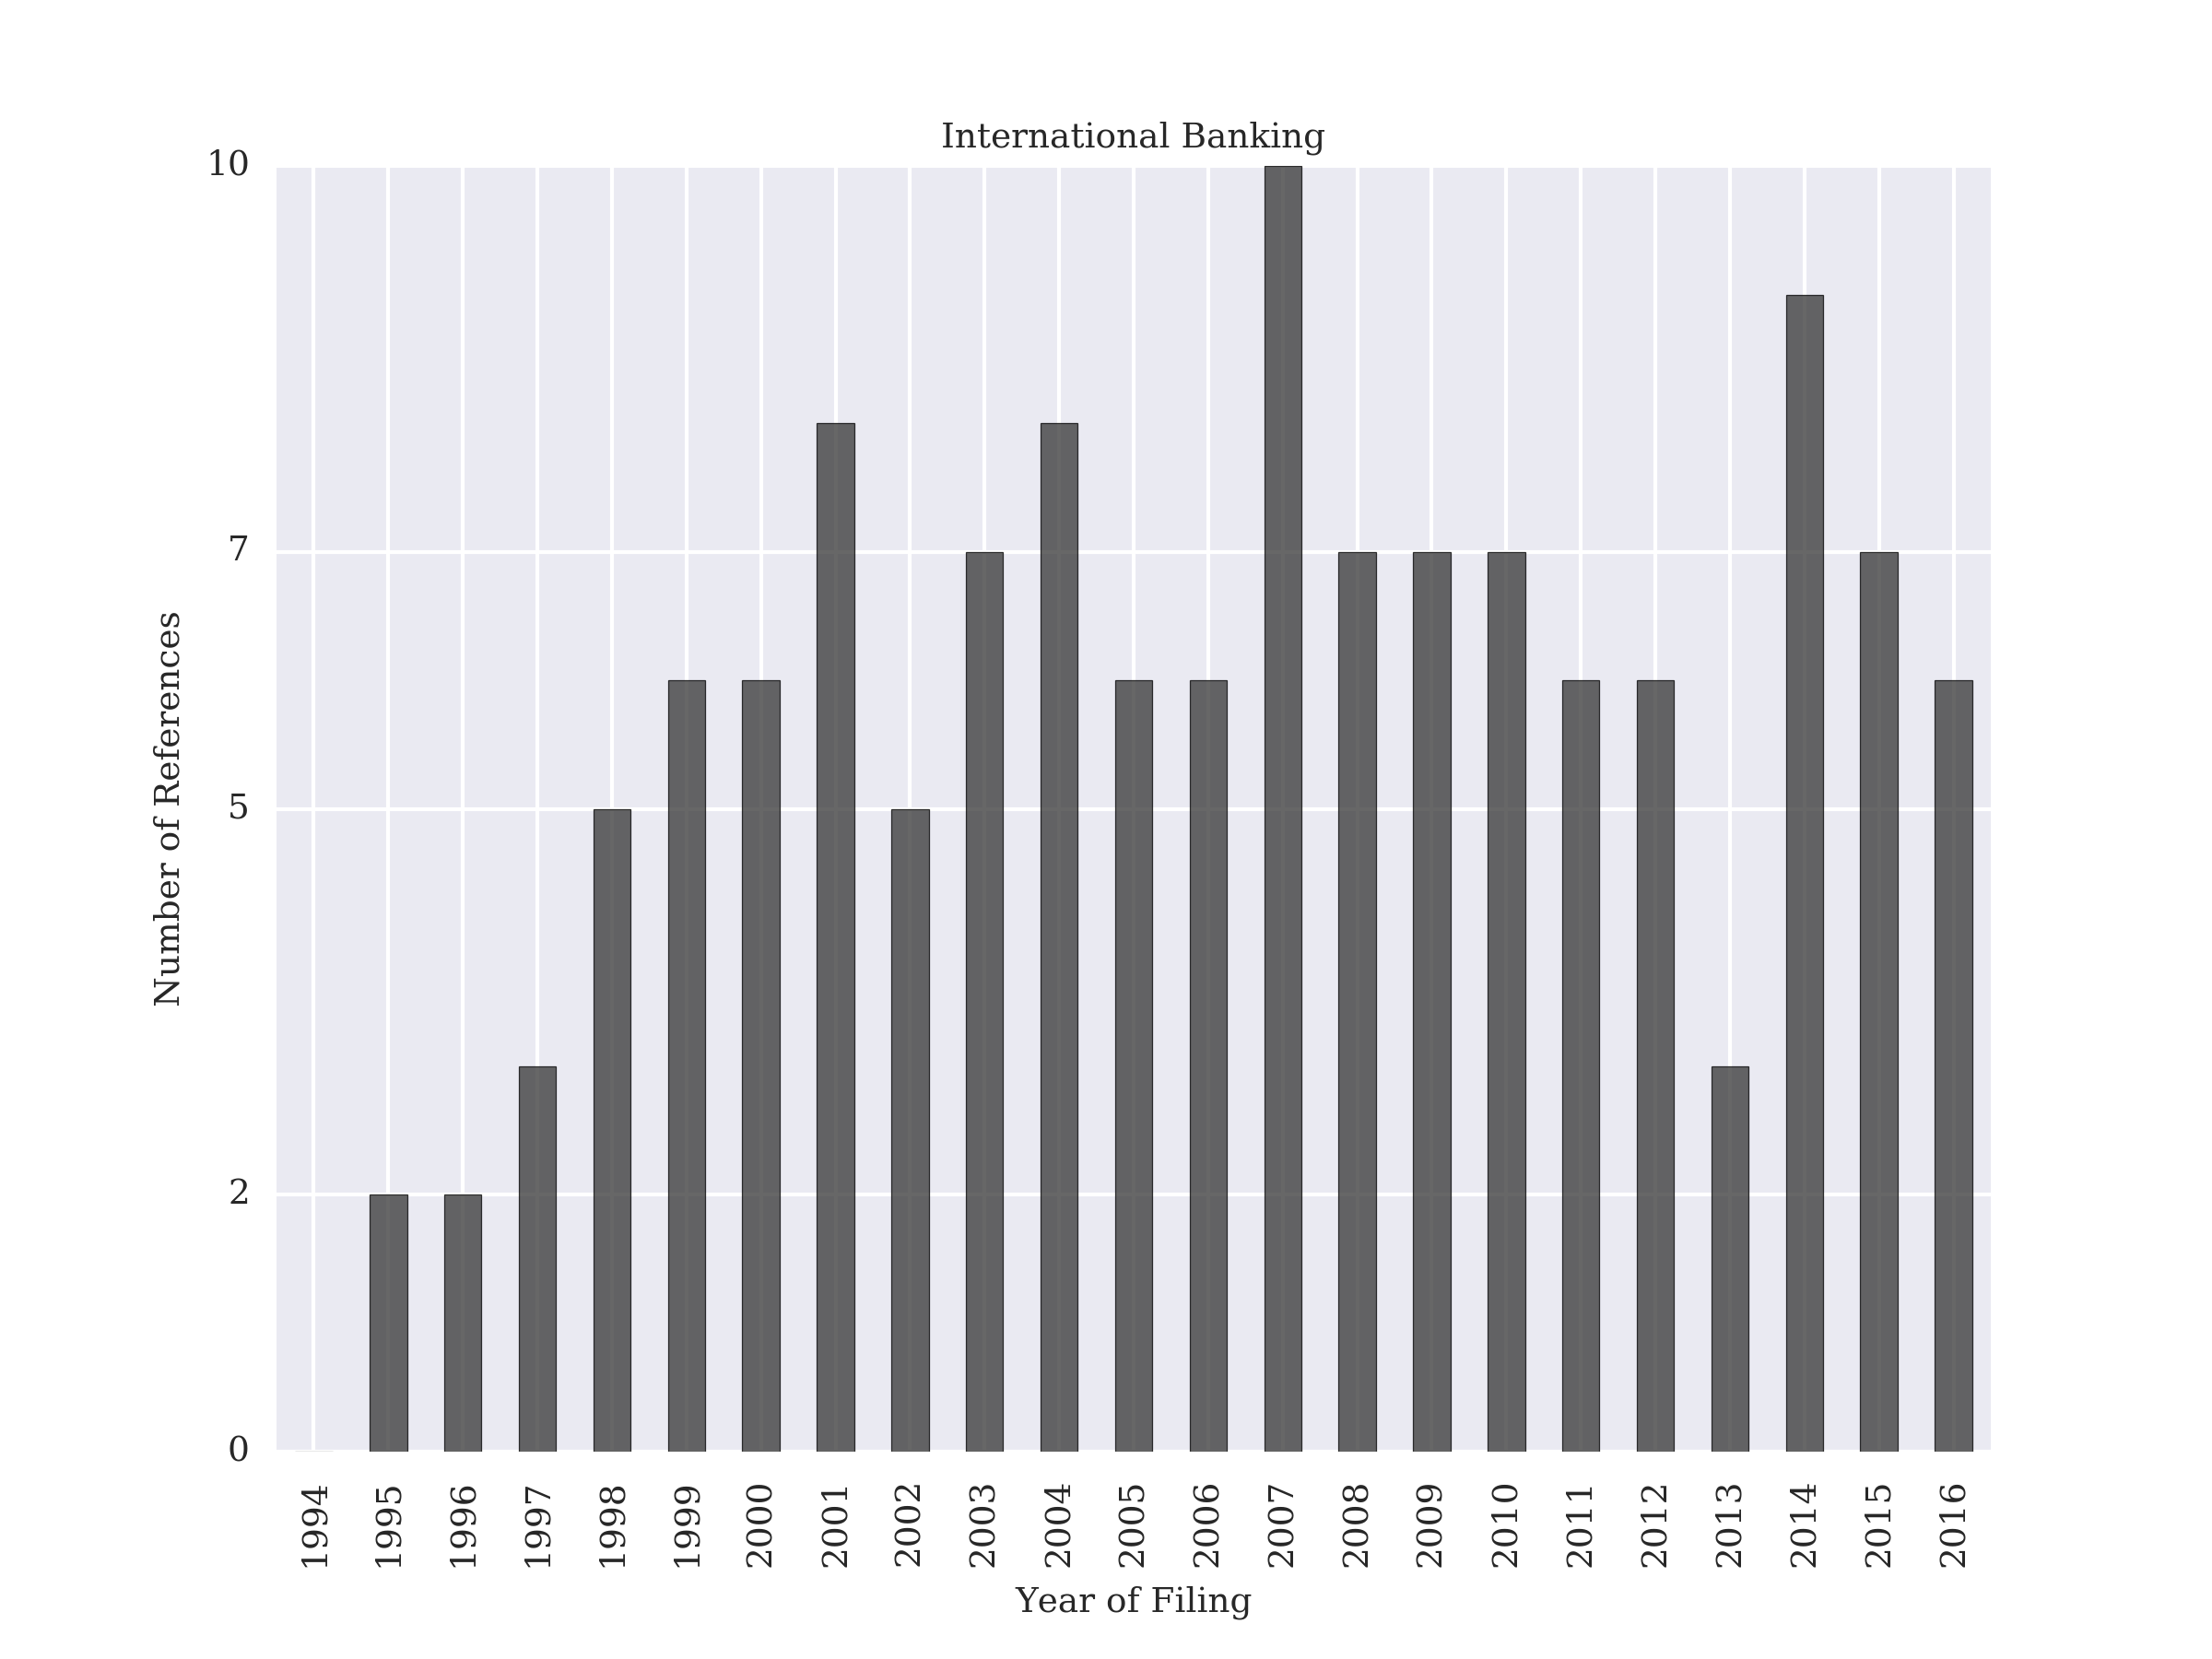 International Banking
10
7
5
2
0
Number of References
1994 1995 1996 1997 1998 1999 2000 2001 2002 2003 2004 2005 2006 2007 2008 2009 2010 2011 2012 2013 2014 2015 2016
Year of Filing